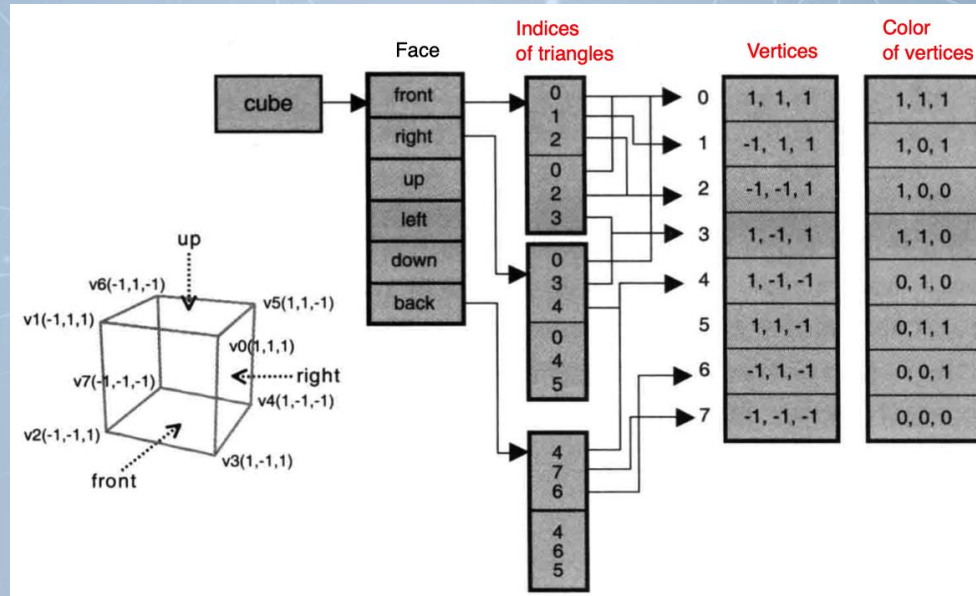 Face
Indices
of triangles
Vertices
Color
of vertices
cube
front
right
up
left
down
back
0
1
2
0
2
3
0
3
4
0
4
5
4
7
6
4
6
5
0
1
2
3
4
5
6
7
1, 1, 1
-1, 1, 1
-1, -1, 1
1, -1, 1
1, -1, -1
1, 1, -1
-1, 1, -1
-1, -1, -1
1, 1, 1
1, 0, 1
1, 0, 0
1, 1, 0
0, 1, 0
0, 1, 1
0, 0, 1
0, 0, 0
up
v6(-1,1,-1)
v5(1,1,-1)
v1(-1,1,1)
v0(1,1,1)
v7(-1,-1,-1)
right
v4(1,-1,-1)
v2(-1,-1,1)
v3(1,-1,1)
front